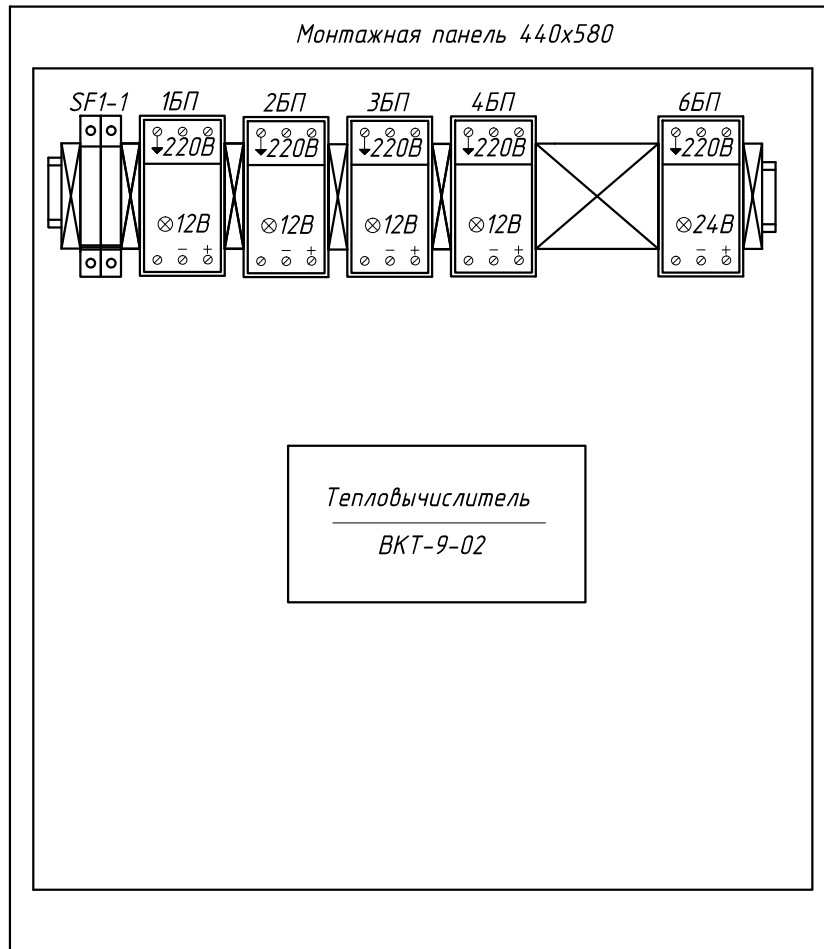 Монтажная панель 440x580
SF1-1 1БП 2БП 3БП 4БП 6БП
220В 220В 220В 220В 220В
12В 12В 12В 12В 24В
- + - + - + - + - +
Тепловычислитель
ВКТ-9-02